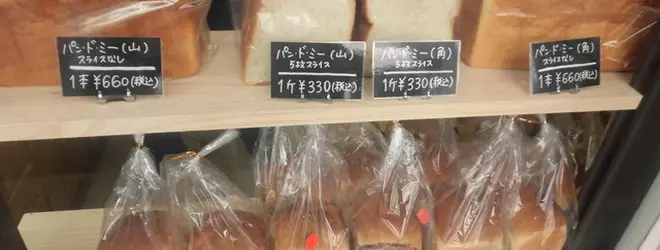 パン・ド・ミー(山)
スライスなし
1本 ¥660(税込)
パン・ド・ミー(山)
5枚スライス
1ケ ¥330(税込)
パン・ド・ミー(角)
5枚スライス
1ケ ¥330(税込)
パン・ド・ミー(角)
スライスなし
1本 ¥660(税込)